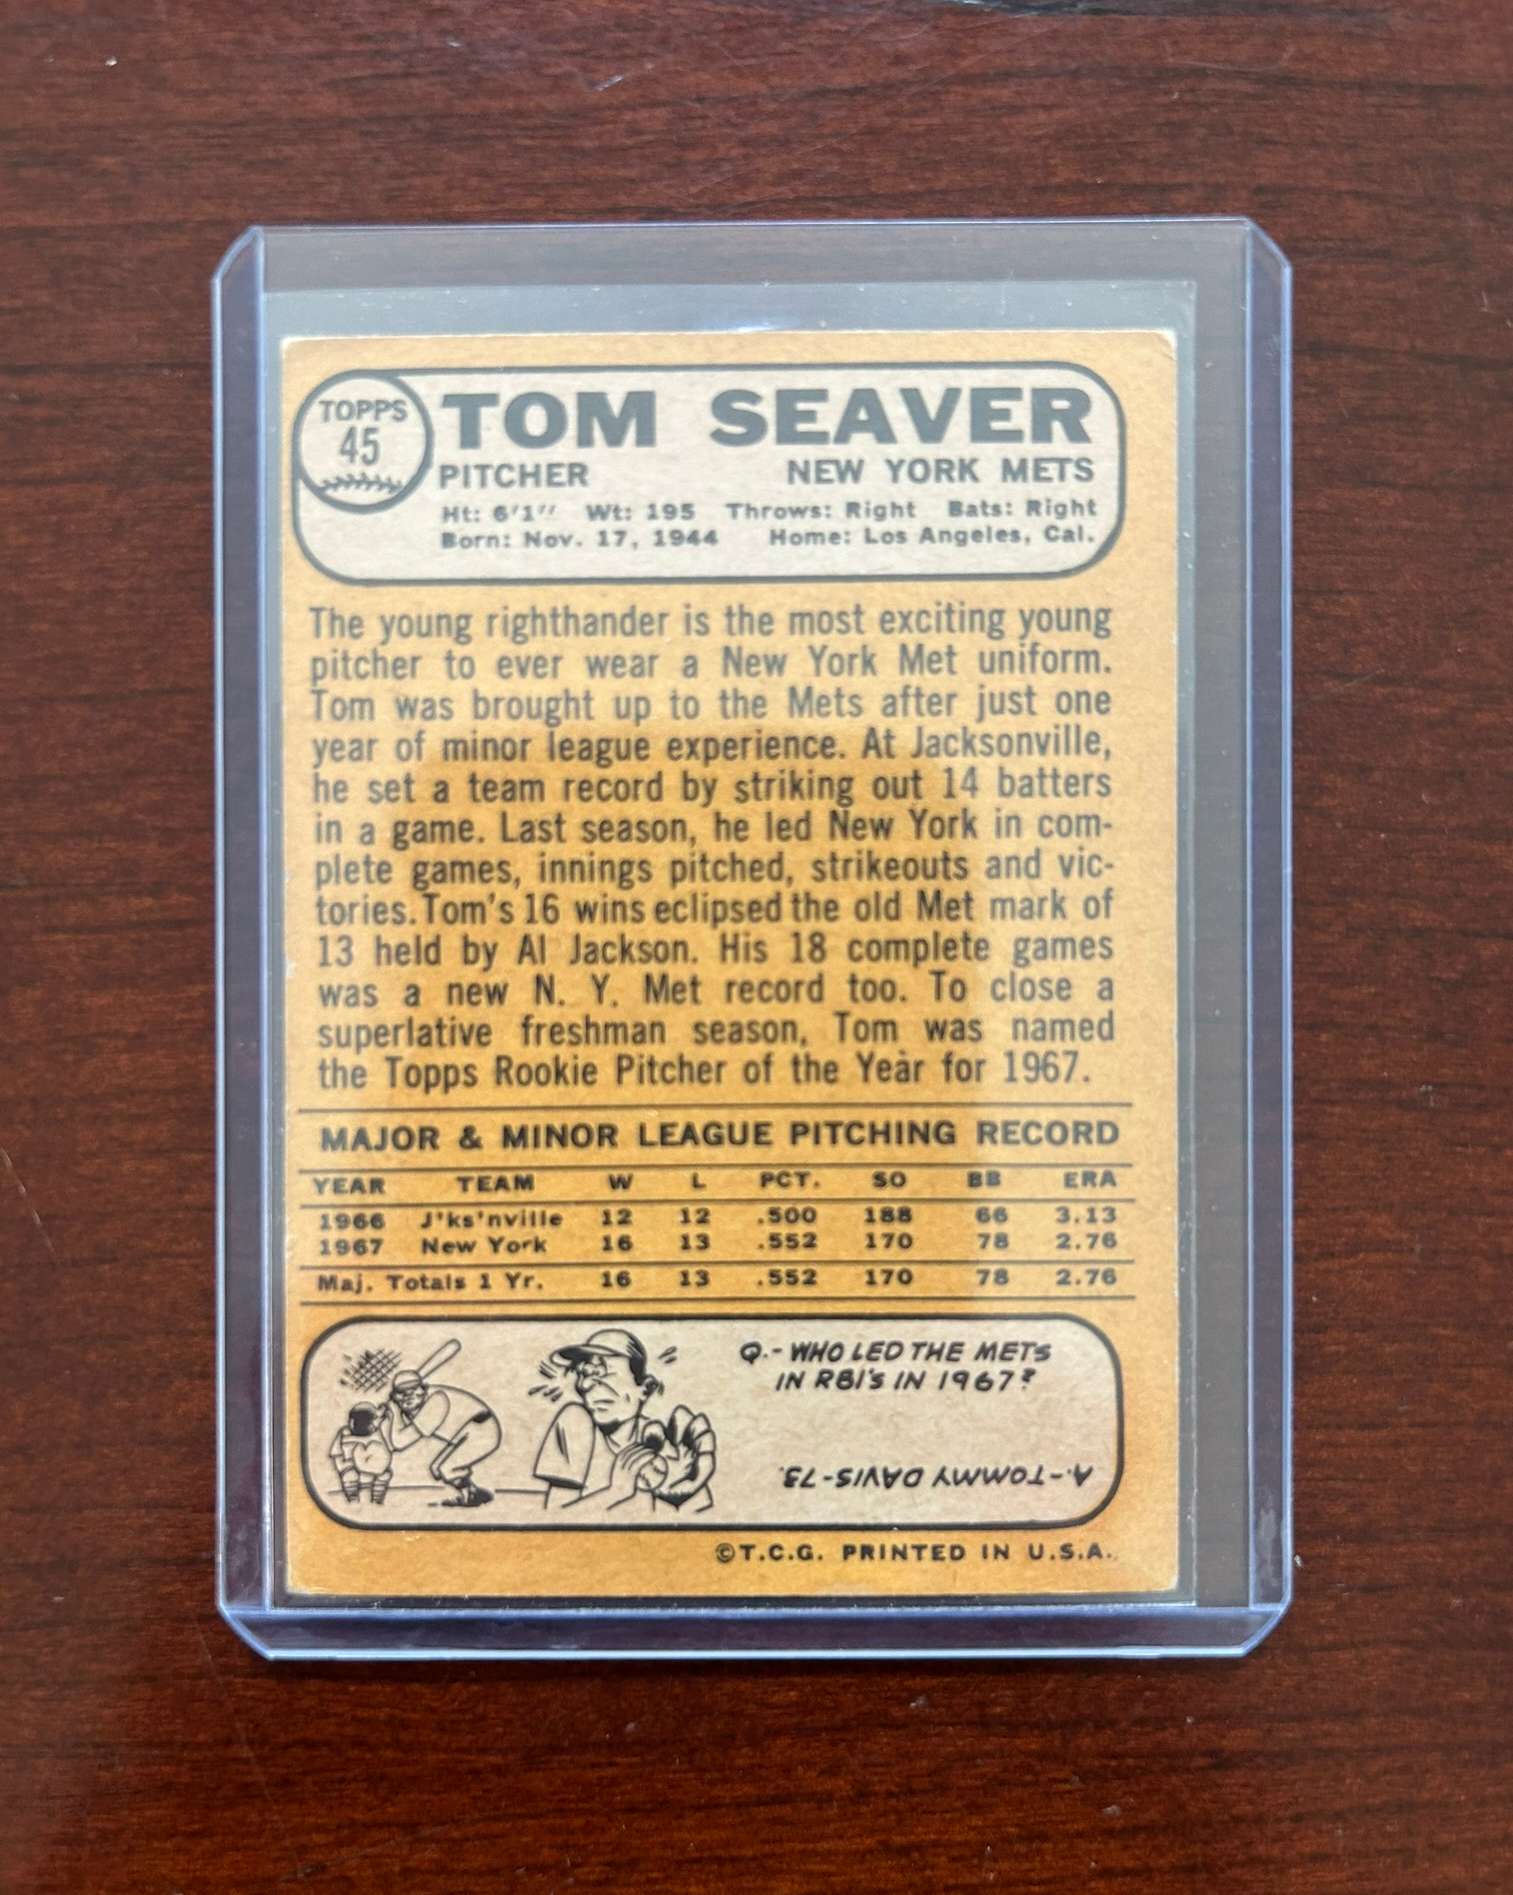 TOPPS
45
TOM SEAVER
PITCHER NEW YORK METS
Ht: 6'1" Wt: 195 Throws: Right Bats: Right
Born: Nov. 17, 1944 Home: Los Angeles, Cal.
The young righthander is the most exciting young
pitcher to ever wear a New York Met uniform.
Tom was brought up to the Mets after just one
year of minor league experience. At Jacksonville,
he set a team record by striking out 14 batters
in a game. Last season, he led New York in com-
plete games, innings pitched, strikeouts and vic-
tories. Tom's 16 wins eclipsed the old Met mark of
13 held by Al Jackson. His 18 complete games
was a new N. Y. Met record too. To close a
superlative freshman season, Tom was named
the Topps Rookie Pitcher of the Year for 1967.
MAJOR & MINOR LEAGUE PITCHING RECORD
YEAR TEAM W L PCT. SO BB ERA
1966 J'ks'nville 12 12 .500 188 66 3.13
1967 New York 16 13 .552 170 78 2.76
Maj. Totals 1 Yr. 16 13 .552 170 78 2.76
Q.- WHO LED THE METS
IN RBI'S IN 1967?
A.- TOMMY DAVIS-73.
©T.C.G. PRINTED IN U.S.A.